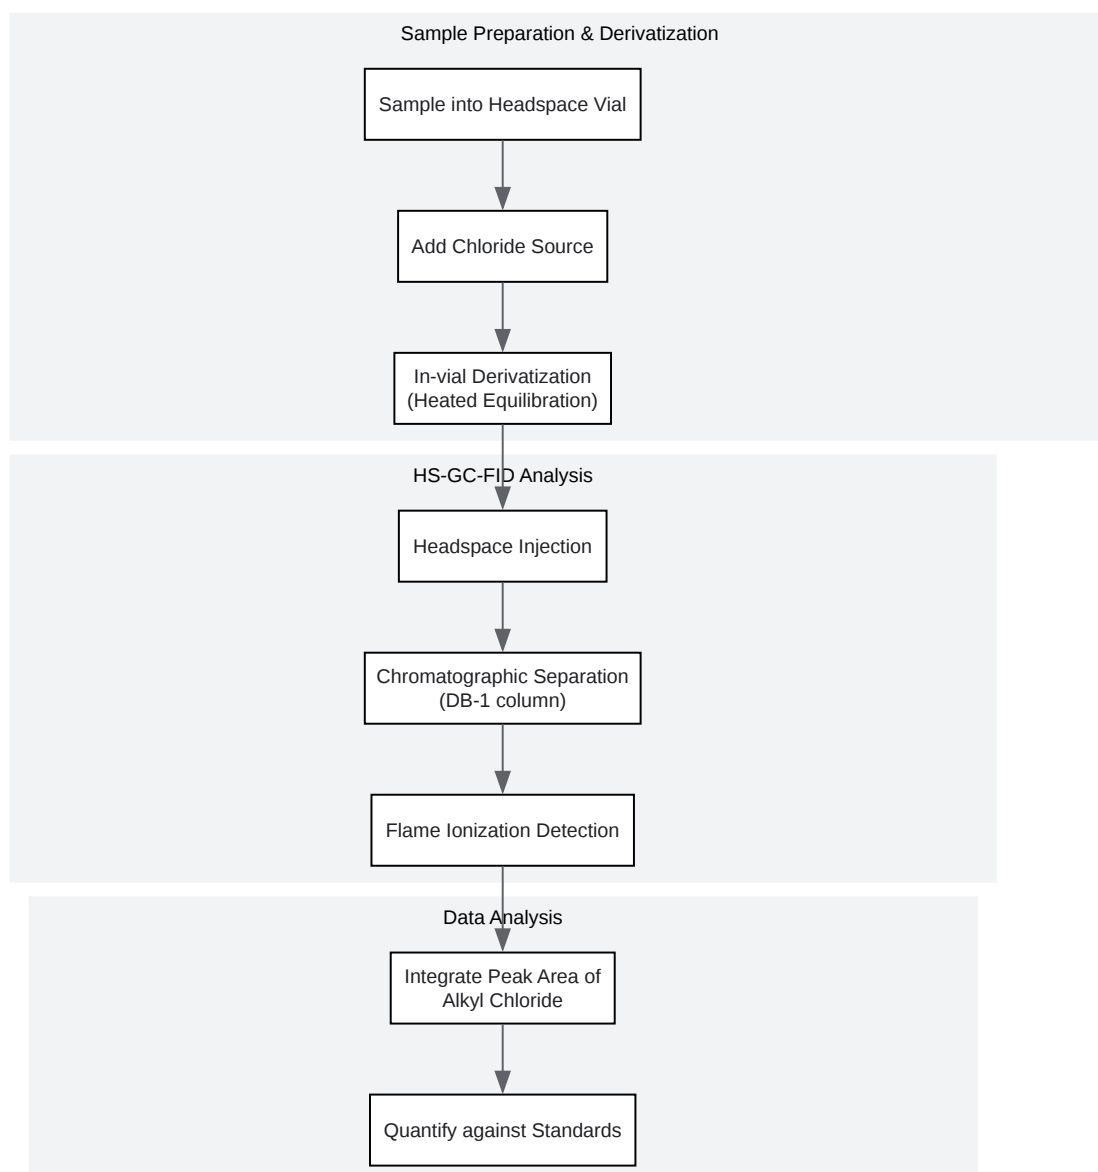 Sample Preparation & Derivatization
Sample into Headspace Vial
Add Chloride Source
In-vial Derivatization
(Heated Equilibration)
HS-GC-FID Analysis
Headspace Injection
Chromatographic Separation
(DB-1 column)
Flame Ionization Detection
Data Analysis
Integrate Peak Area of
Alkyl Chloride
Quantify against Standards